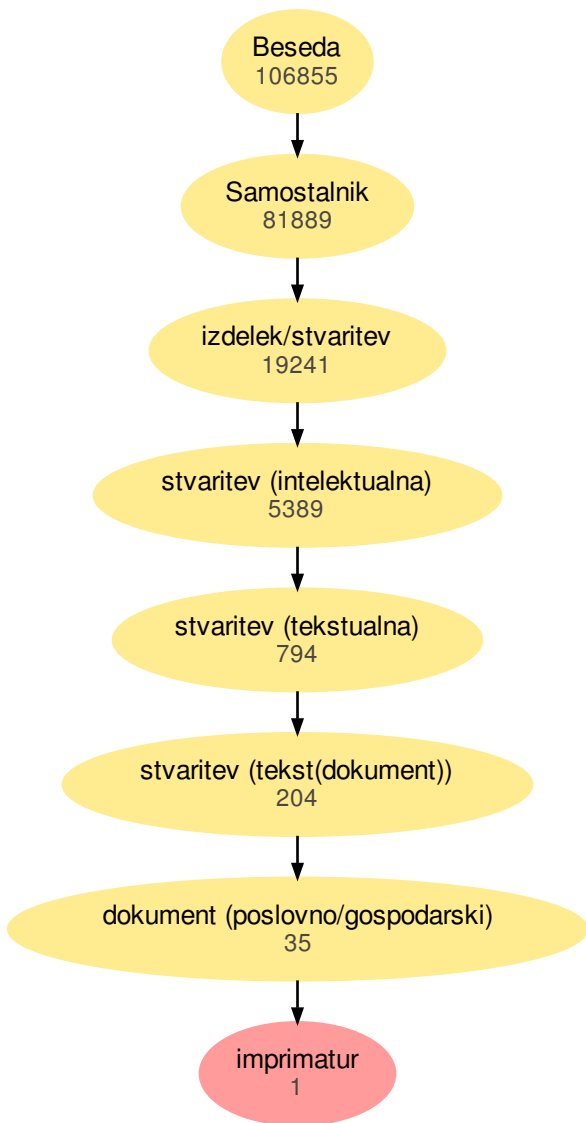 Beseda
106855
Samostalnik
81889
izdelek/stvaritev
19241
stvaritev (intelektualna)
5389
stvaritev (tekstualna)
794
stvaritev (tekst(dokument))
204
dokument (poslovno/gospodarski)
35
imprimatur
1